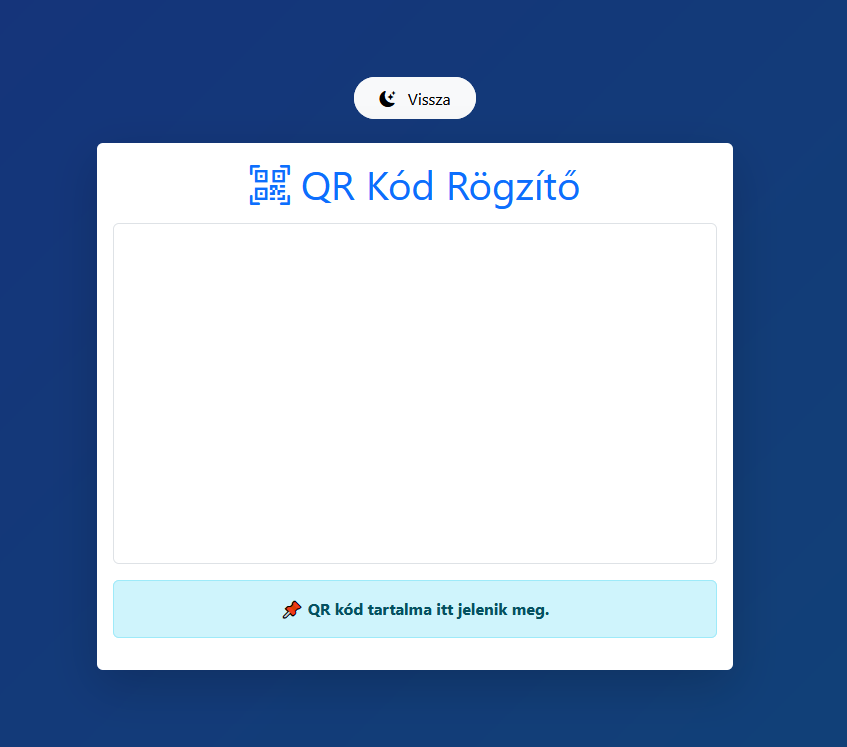 Vissza
QR Kód Rögzítő
QR kód tartalma itt jelenik meg.